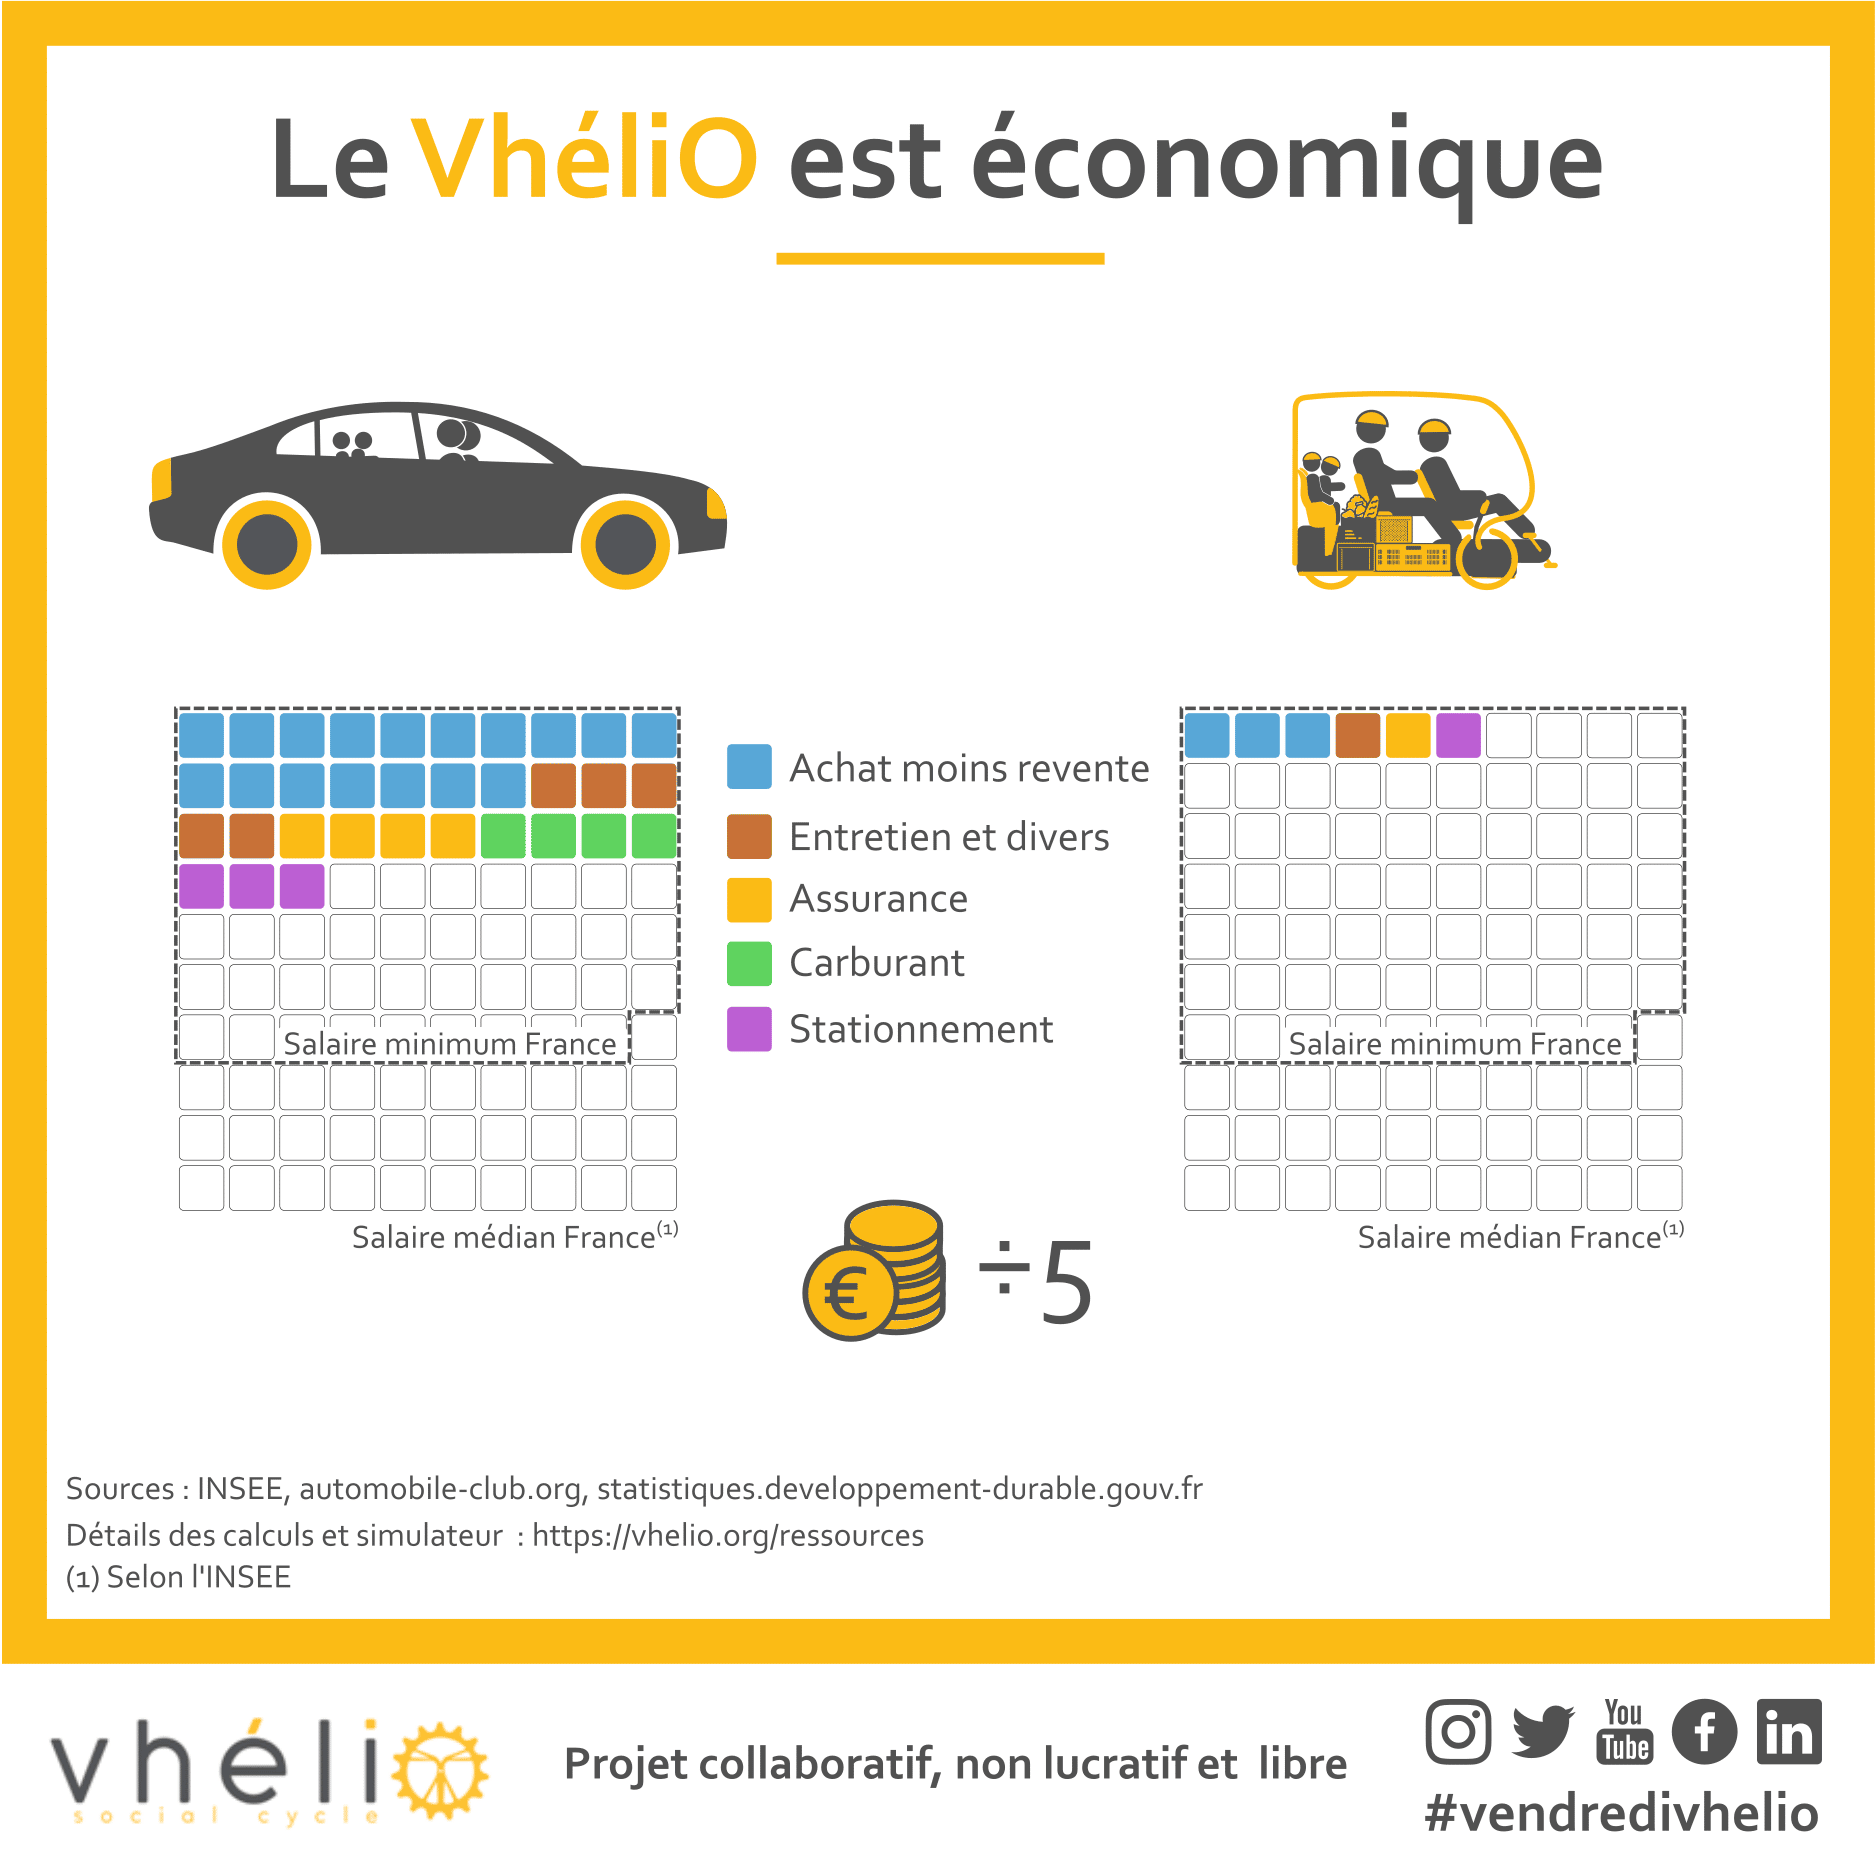 Le VhéliO est économique
Achat moins revente
Entretien et divers
Assurance
Carburant
Stationnement
Salaire minimum France
Salaire médian France(1)
Salaire minimum France
Salaire médian France(1)
€ ÷5
Sources : INSEE, automobile-club.org, statistiques.developpement-durable.gouv.fr
Détails des calculs et simulateur : https://vhelio.org/ressources
(1) Selon l'INSEE
vhéliO
social cycle
Projet collaboratif, non lucratif et libre
You Tube f in
#vendredivhelio